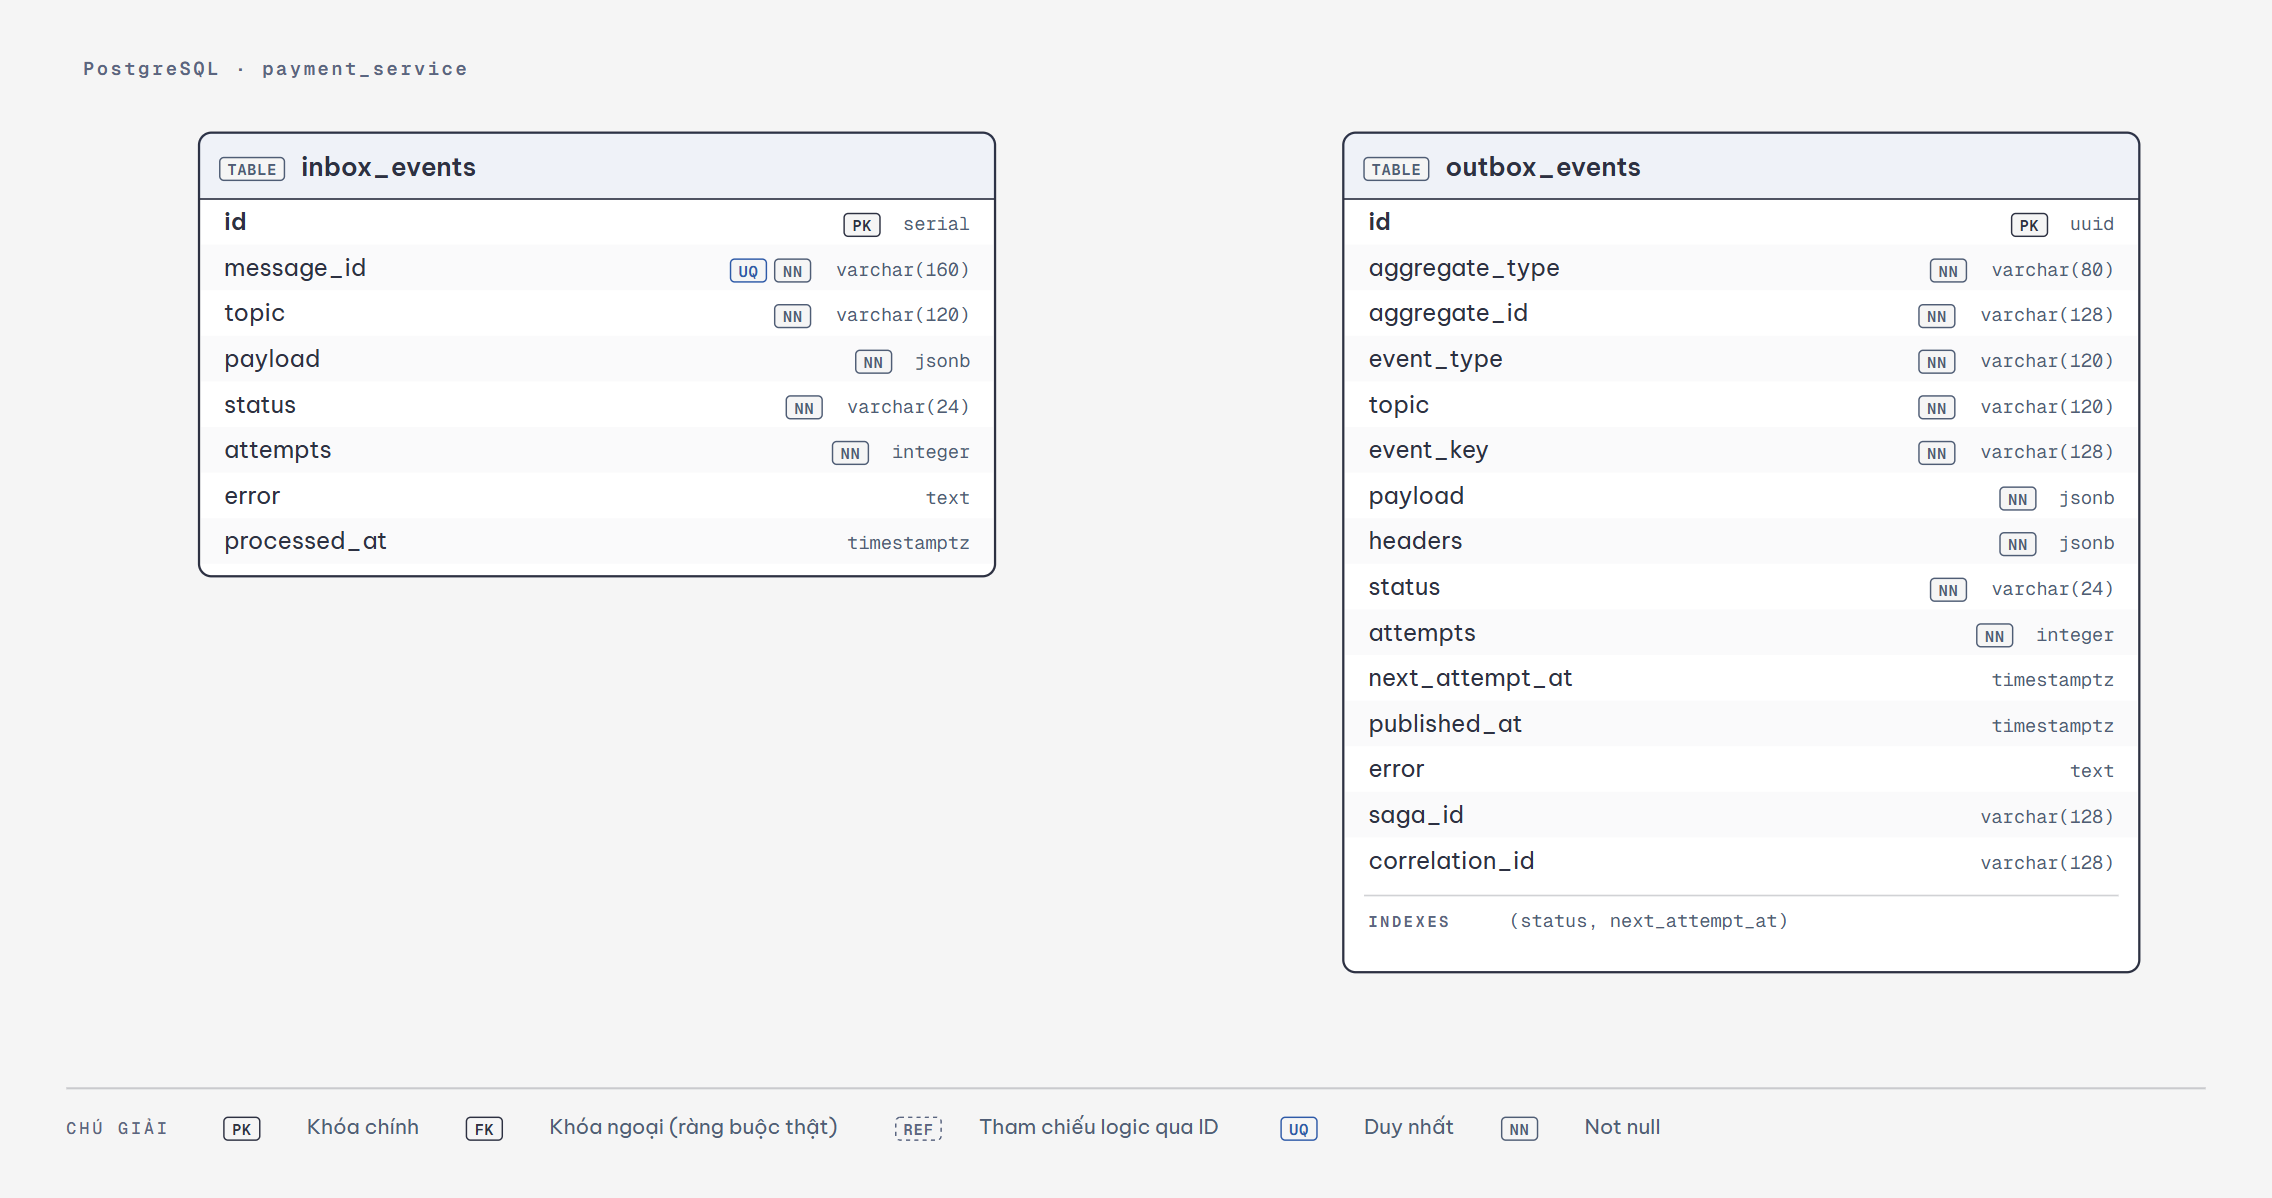 PostgreSQL · payment_service
TABLE inbox_events
id PK serial
message_id UQ NN varchar(160)
topic NN varchar(120)
payload NN jsonb
status NN varchar(24)
attempts NN integer
error text
processed_at timestamptz
TABLE outbox_events
id PK uuid
aggregate_type NN varchar(80)
aggregate_id NN varchar(128)
event_type NN varchar(120)
topic NN varchar(120)
event_key NN varchar(128)
payload NN jsonb
headers NN jsonb
status NN varchar(24)
attempts NN integer
next_attempt_at timestamptz
published_at timestamptz
error text
saga_id varchar(128)
correlation_id varchar(128)
INDEXES (status, next_attempt_at)
CHÚ GIẢI PK Khóa chính FK Khóa ngoại (ràng buộc thật) REF Tham chiếu logic qua ID UQ Duy nhất NN Not null